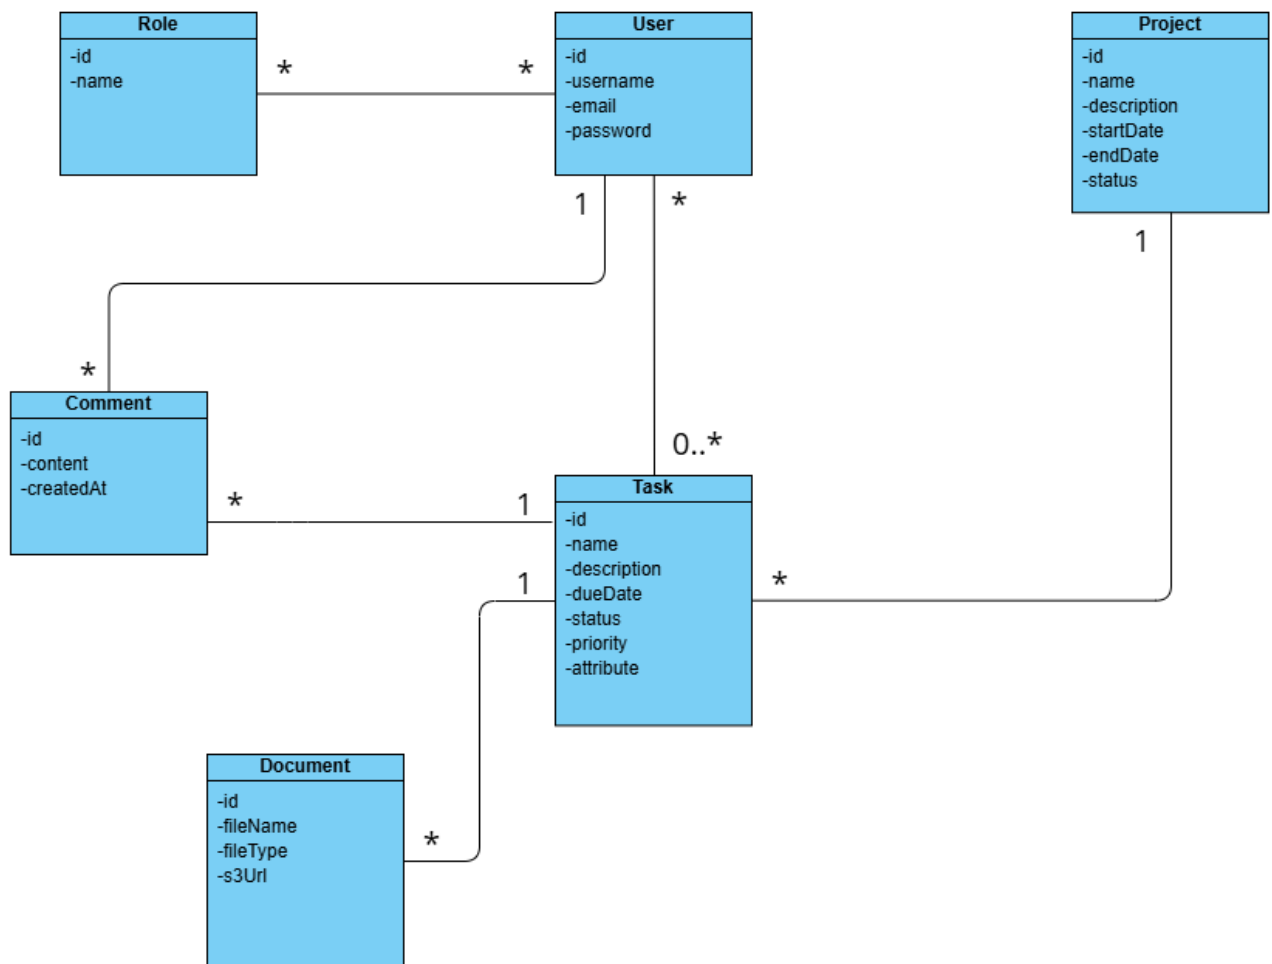 Role
-id
-name
*
*
User
-id
-username
-email
-password
Project
-id
-name
-description
-startDate
-endDate
-status
1
*
1
*
0..*
Comment
-id
-content
-createdAt
*
1
Task
-id
-name
-description
-dueDate
-status
-priority
-attribute
1
*
Document
-id
-fileName
-fileType
-s3Url
*